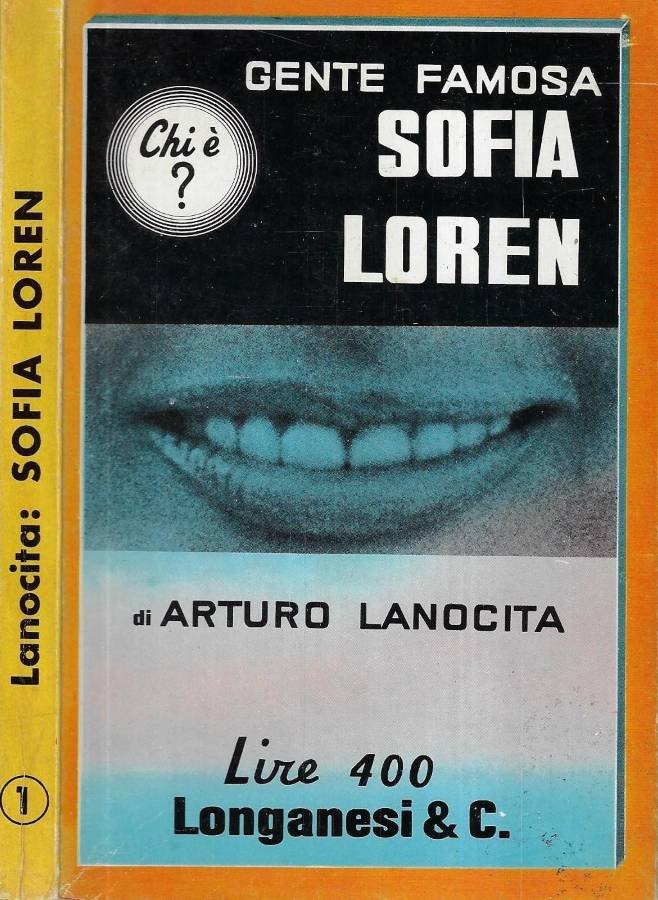 Lanocita: SOFIA LOREN
1
GENTE FAMOSA
Chi è
?
SOFIA
LOREN
di ARTURO LANOCITA
Lire 400
Longanesi & C.